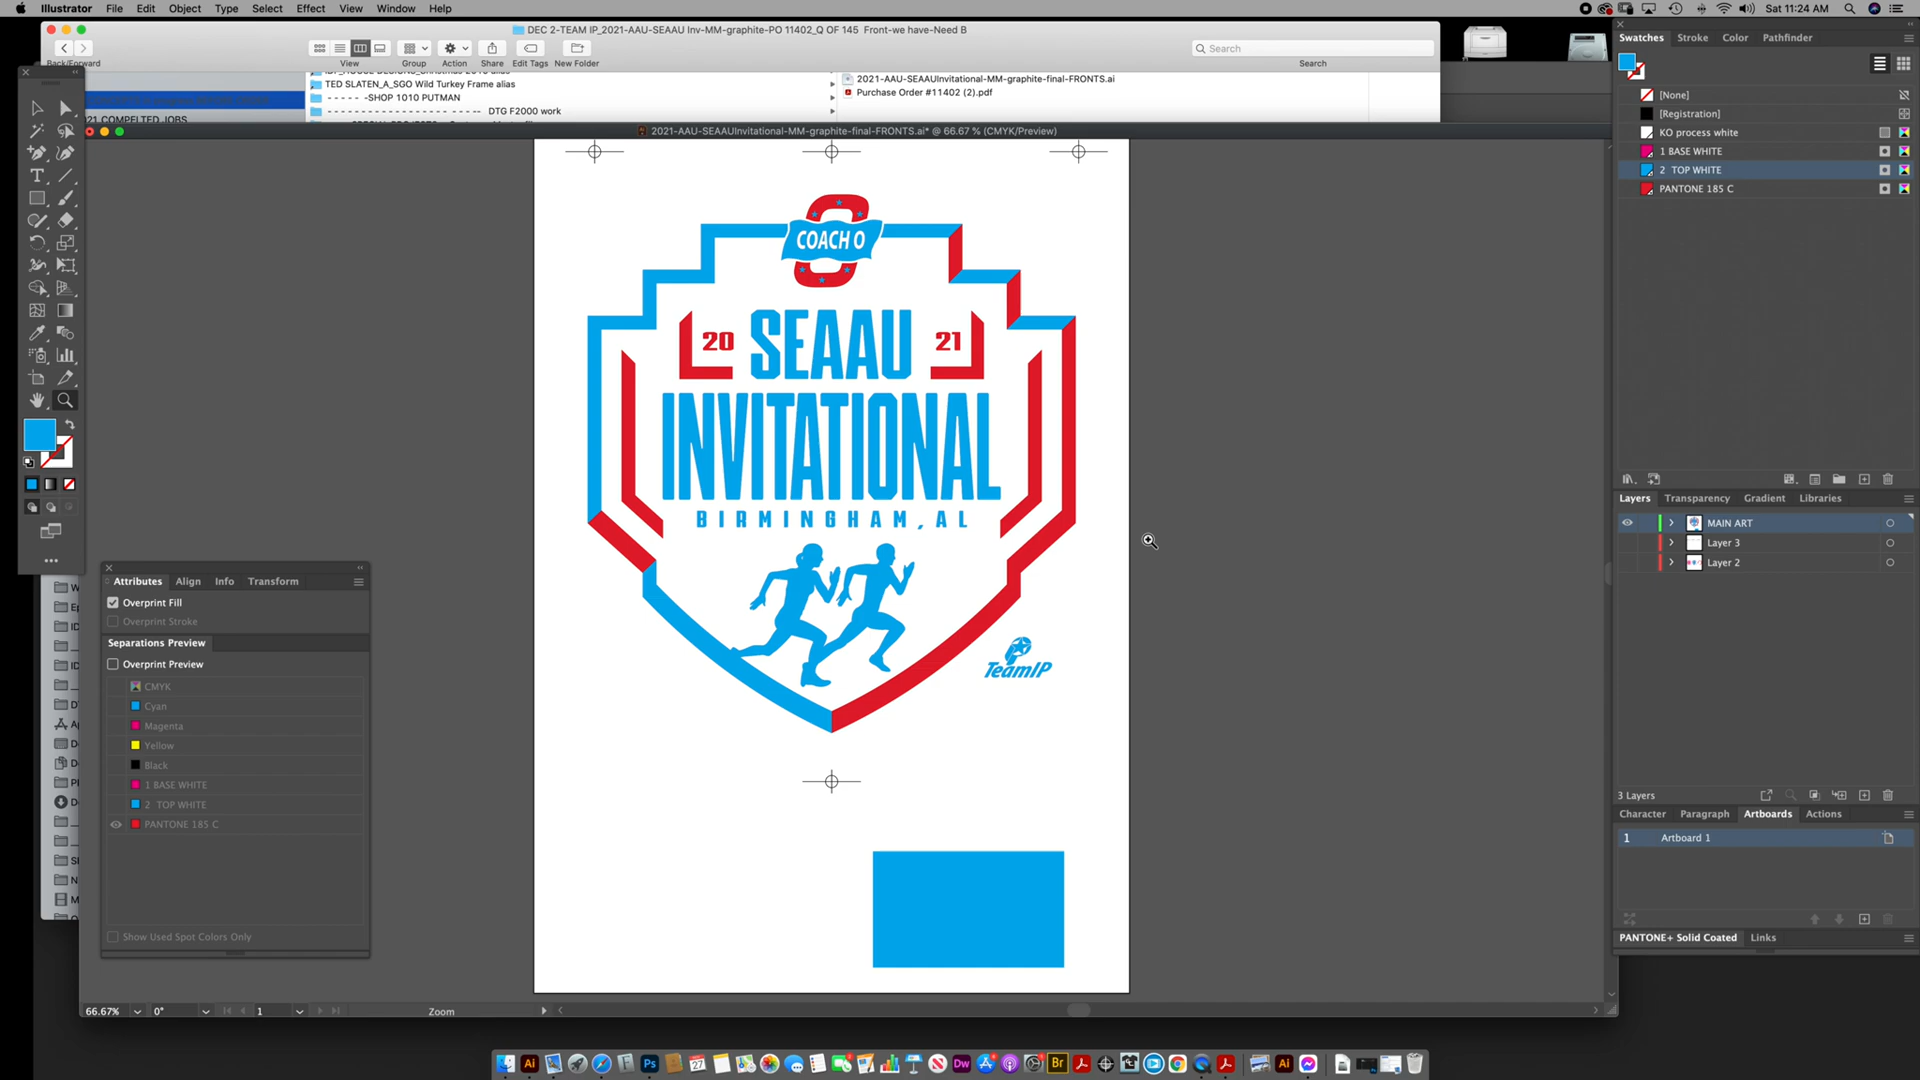 Illustrator File Edit Object Type Select Effect View Window Help
Sat 11:24 AM
DEC 2-TEAM IP_2021-AAU-SEAAU Inv-MM-graphite-PO 11402_Q OF 145 Front-we have-Need B
Search
Back/Forward View Group Action Share Edit Tags New Folder Search
TED SLATEN_A_SGO Wild Turkey Frame alias
- - - - - -SHOP 1010 PUTMAN
DTG F2000 work
2021-AAU-SEAAUInvitational-MM-graphite-final-FRONTS.ai
Purchase Order #11402 (2).pdf
021 COMPELTED JOBS
2021-AAU-SEAAUInvitational-MM-graphite-final-FRONTS.ai* @ 66.67 % (CMYK/Preview)
COACH O
20 SEAAU 21
INVITATIONAL
BIRMINGHAM, AL
TeamIP
Attributes Align Info Transform
Overprint Fill
Overprint Stroke
Separations Preview
Overprint Preview
CMYK
Cyan
Magenta
Yellow
Black
1 BASE WHITE
2 TOP WHITE
PANTONE 185 C
Show Used Spot Colors Only
66.67% 0° 1 Zoom
Swatches Stroke Color Pathfinder
[None]
[Registration]
KO process white
1 BASE WHITE
2 TOP WHITE
PANTONE 185 C
Layers Transparency Gradient Libraries
MAIN ART
Layer 3
Layer 2
3 Layers
Character Paragraph Artboards Actions
1 Artboard 1
PANTONE+ Solid Coated Links